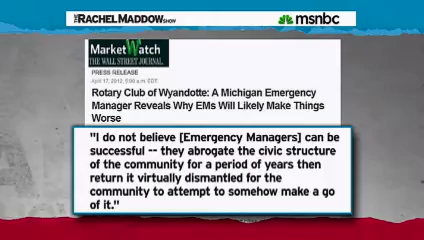 THE RACHEL MADDOW SHOW
msnbc
MarketWatch
THE WALL STREET JOURNAL.
PRESS RELEASE
April 17, 2012, 5:00 a.m. EDT
Rotary Club of Wyandotte: A Michigan Emergency
Manager Reveals Why EMs Will Likely Make Things
Worse
"I do not believe [Emergency Managers] can be
successful -- they abrogate the civic structure
of the community for a period of years then
return it virtually dismantled for the
community to attempt to somehow make a go
of it."